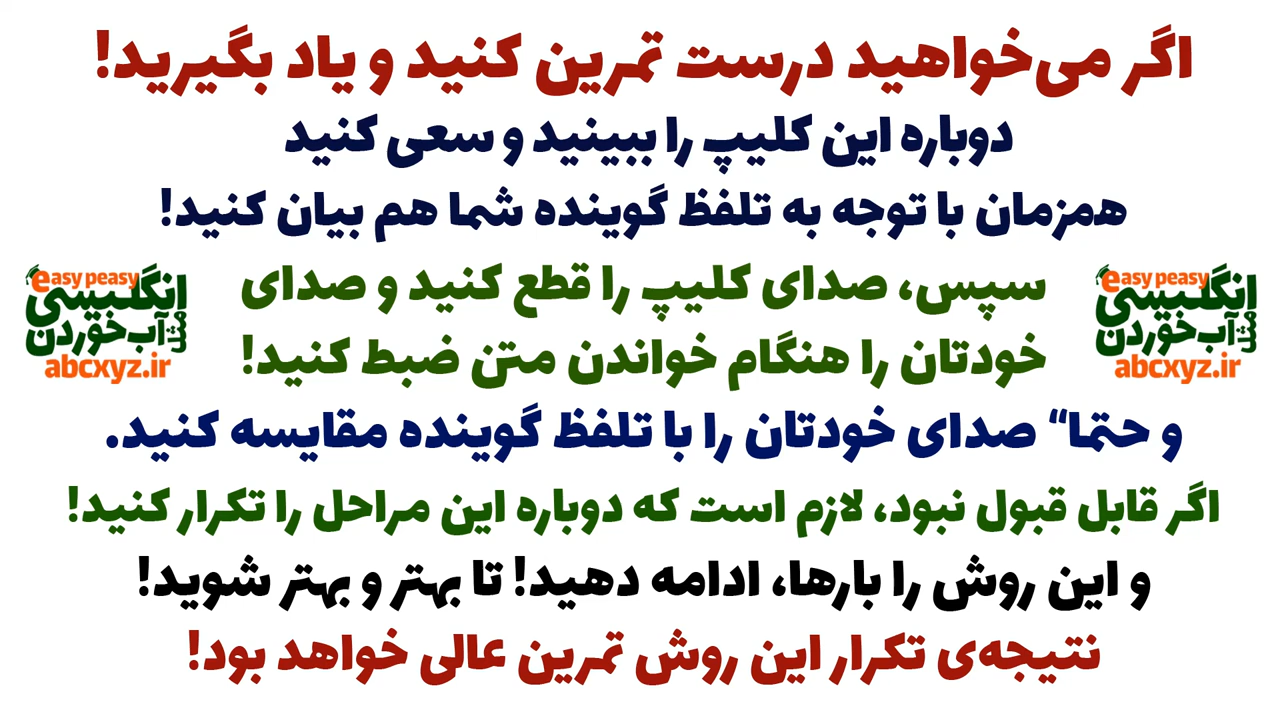 اگر می‌خواهید درست تمرین کنید و یاد بگیرید!
دوباره این کلیپ را ببینید و سعی کنید
همزمان با توجه به تلفظ گوینده شما هم بیان کنید!
سپس، صدای کلیپ را قطع کنید و صدای
خودتان را هنگام خواندن متن ضبط کنید!
easy peasy
انگلیسی
مثل آب خوردن
abcxyz.ir
easy peasy
انگلیسی
مثل آب خوردن
abcxyz.ir
و حتما“ صدای خودتان را با تلفظ گوینده مقایسه کنید.
اگر قابل قبول نبود، لازم است که دوباره این مراحل را تکرار کنید!
و این روش را بارها، ادامه دهید! تا بهتر و بهتر شوید!
نتیجه‌ی تکرار این روش تمرین عالی خواهد بود!